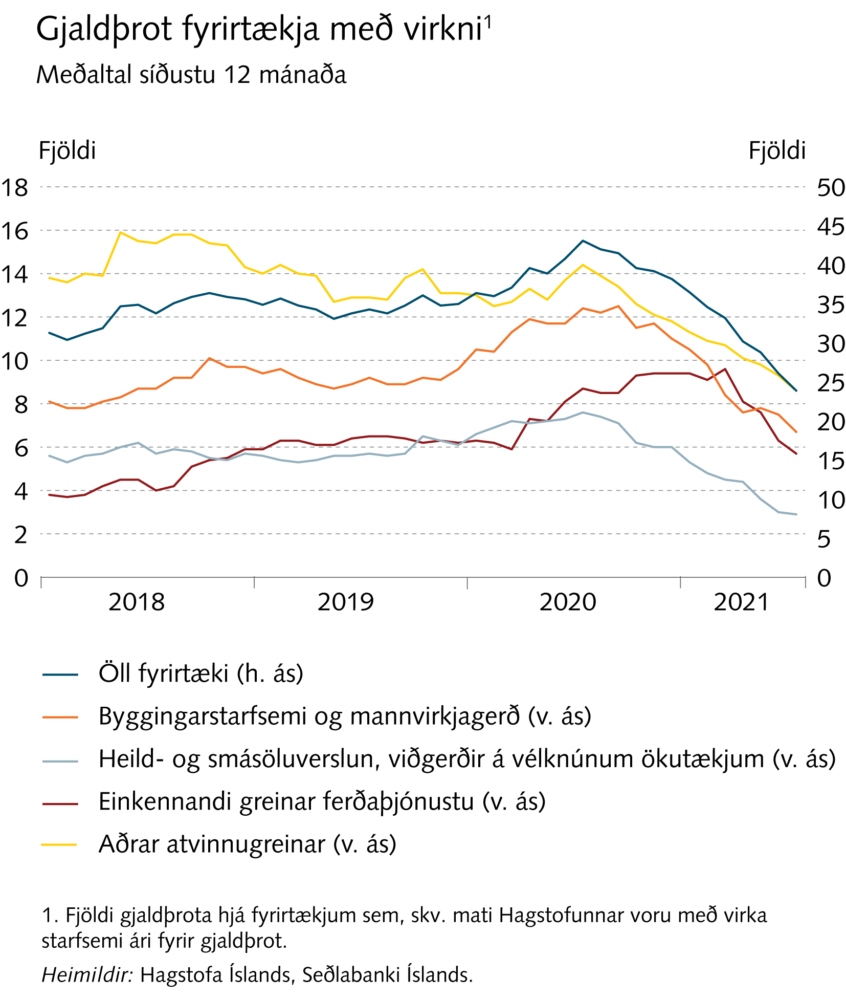 Gjaldþrot fyrirtækja með virkni¹
Meðaltal síðustu 12 mánaða
Fjöldi Fjöldi
18 50
16 45
14 40
12 35
10 30
8 25
6 20
4 15
2 10
0 5
0
2018 2019 2020 2021
Öll fyrirtæki (h. ás)
Byggingarstarfsemi og mannvirkjagerð (v. ás)
Heild- og smásöluverslun, viðgerðir á vélknúnum ökutækjum (v. ás)
Einkennandi greinar ferðaþjónustu (v. ás)
Aðrar atvinnugreinar (v. ás)
1. Fjöldi gjaldþrota hjá fyrirtækjum sem, skv. mati Hagstofunnar voru með virka
starfsemi ári fyrir gjaldþrot.
Heimildir: Hagstofa Íslands, Seðlabanki Íslands.